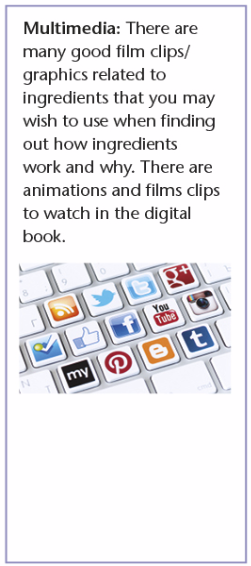 Multimedia: There are
many good film clips/
graphics related to
ingredients that you may
wish to use when finding
out how ingredients
work and why. There are
animations and films clips
to watch in the digital
book.
g+
You
Tube
f
my
B
t